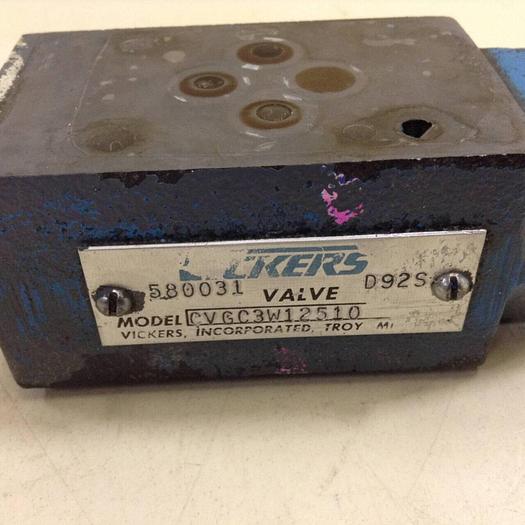 VICKERS
580031 VALVE D92S
MODEL CVGC3W12510
VICKERS, INCORPORATED, TROY MI